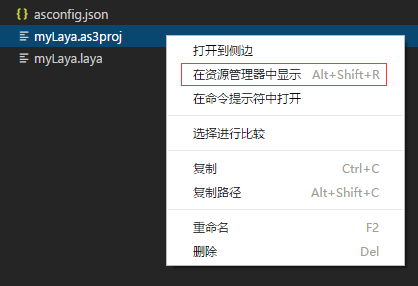 {} asconfig.json
myLaya.as3proj
myLaya.laya
打开到侧边
在资源管理器中显示 Alt+Shift+R
在命令提示符中打开
选择进行比较
复制 Ctrl+C
复制路径 Alt+Shift+C
重命名 F2
删除 Del